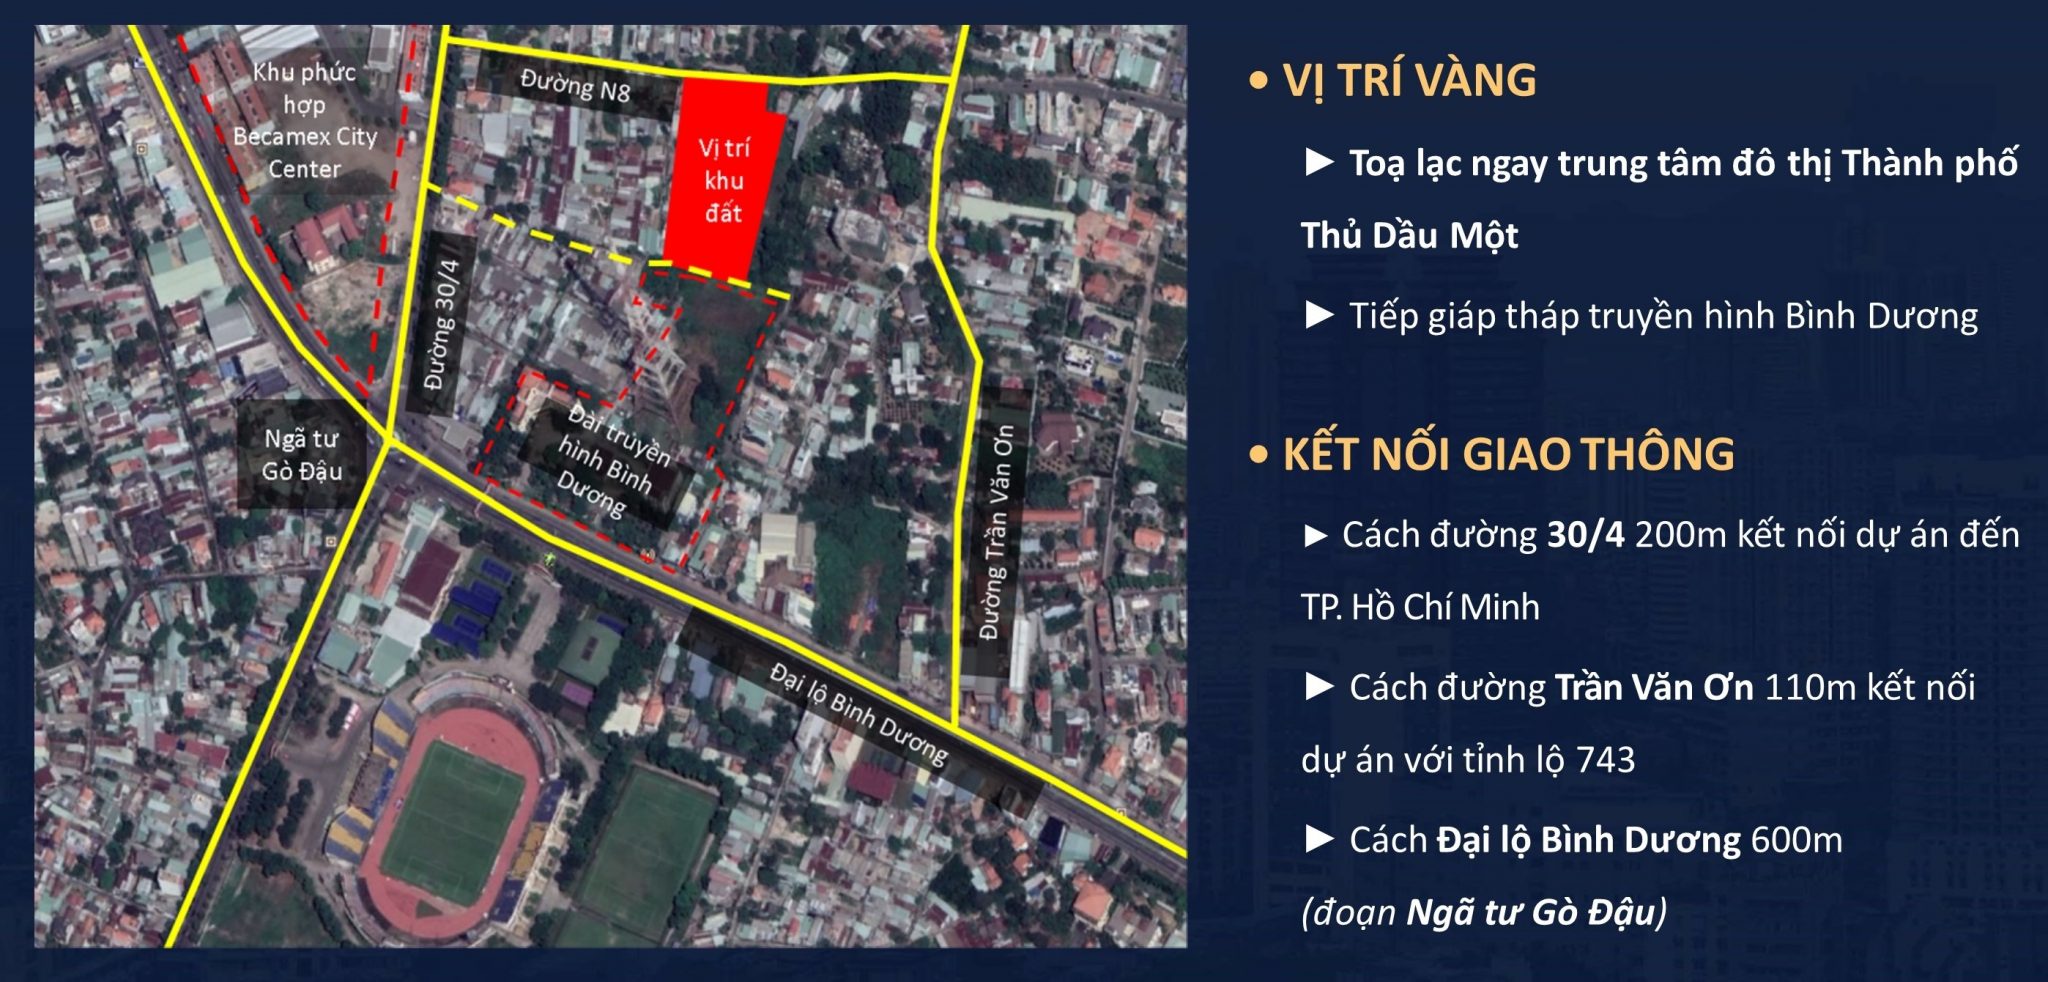 Khu phức
hợp
Becamex City
Center
Đường N8
Vị trí
khu
đất
Đường 30/4
Ngã tư
Gò Đậu
Đài truyền
hình Bình
Dương
Đường Trần Văn Ơn
Đại lộ Bình Dương
• VỊ TRÍ VÀNG
► Toạ lạc ngay trung tâm đô thị Thành phố
Thủ Dầu Một
► Tiếp giáp tháp truyền hình Bình Dương
• KẾT NỐI GIAO THÔNG
► Cách đường 30/4 200m kết nối dự án đến
TP. Hồ Chí Minh
► Cách đường Trần Văn Ơn 110m kết nối
dự án với tỉnh lộ 743
► Cách Đại lộ Bình Dương 600m
(đoạn Ngã tư Gò Đậu)